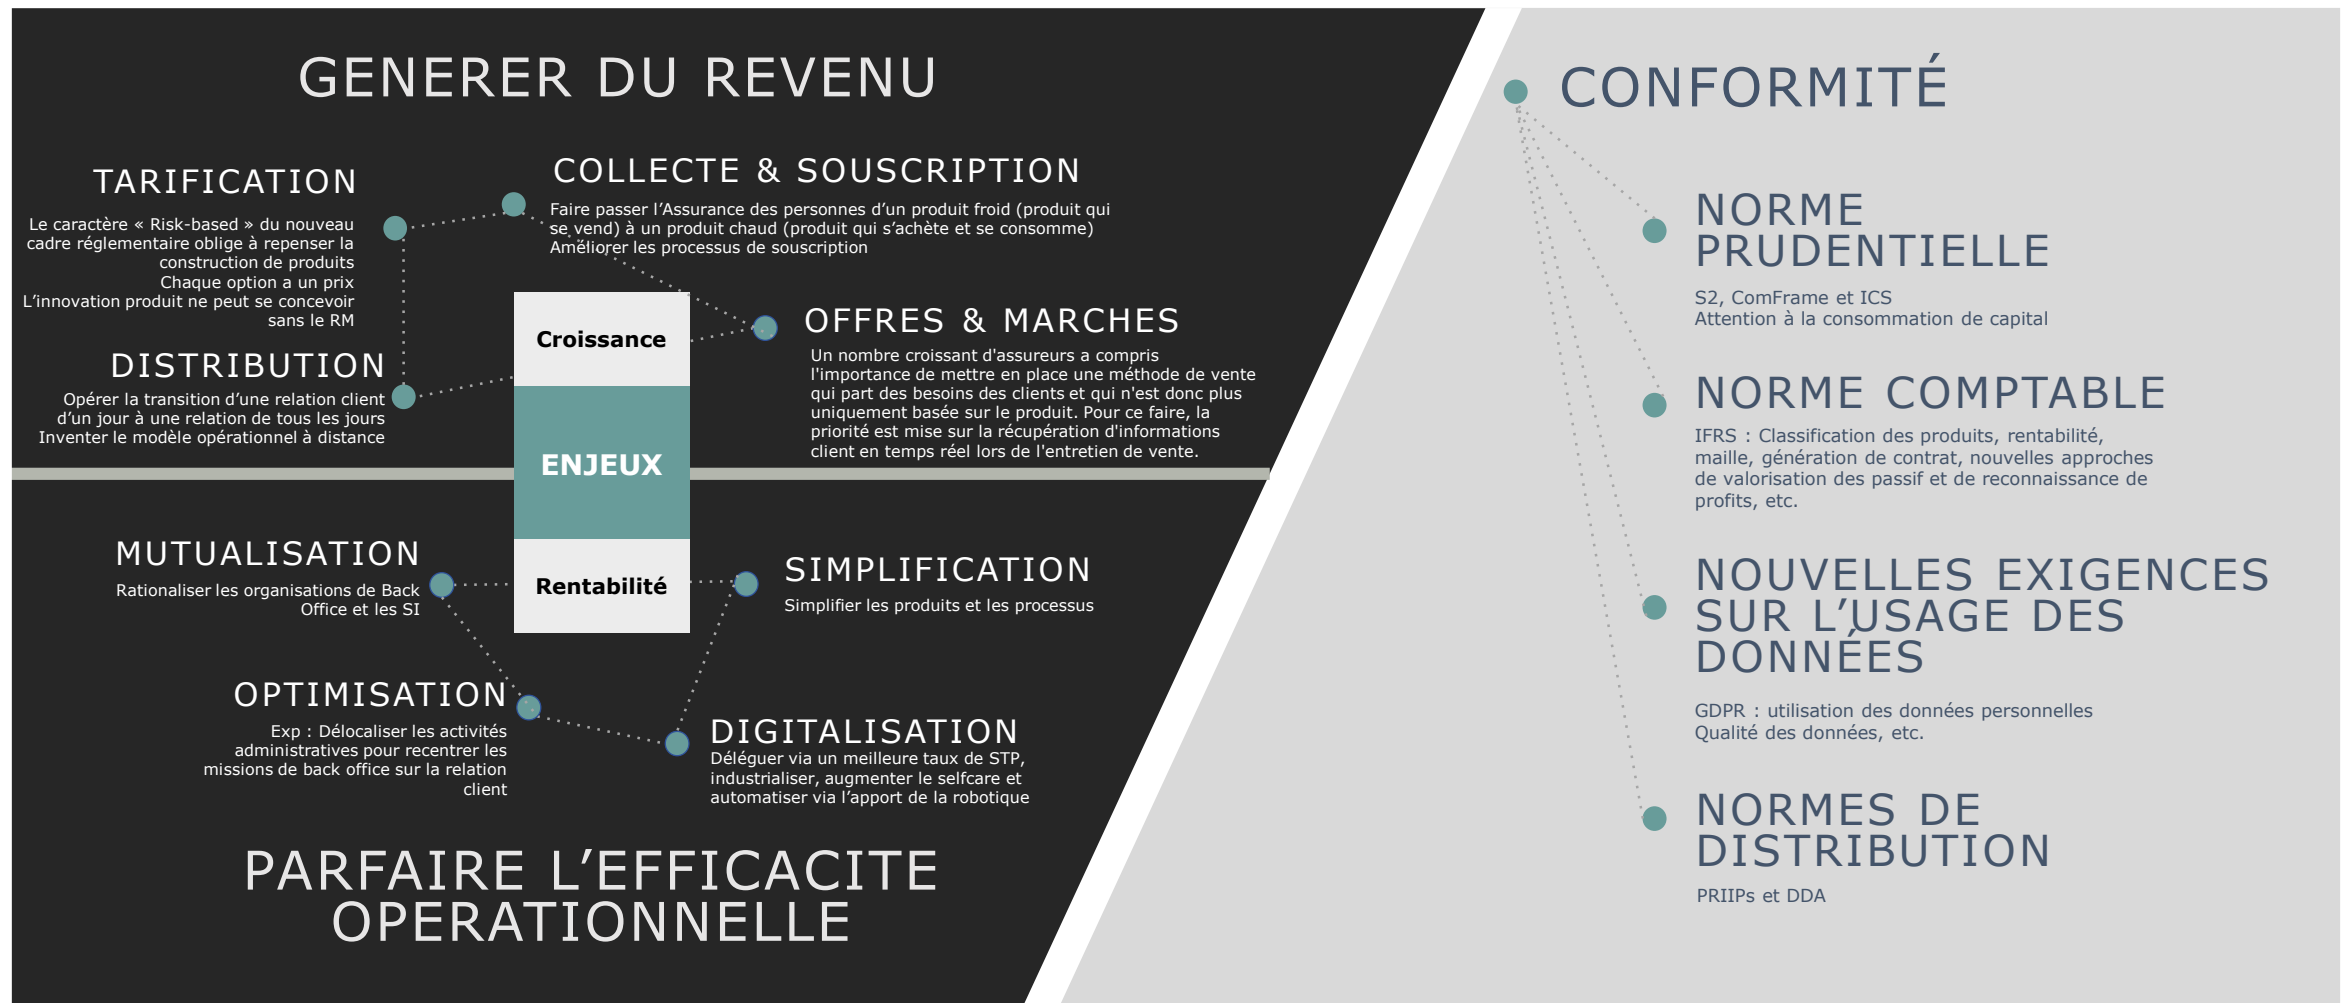 GENERER DU REVENU
TARIFICATION
Le caractère « Risk-based » du nouveau
cadre réglementaire oblige à repenser la
construction de produits
Chaque option a un prix
L’innovation produit ne peut se concevoir
sans le RM
COLLECTE & SOUSCRIPTION
Faire passer l’Assurance des personnes d’un produit froid (produit qui
se vend) à un produit chaud (produit qui s’achète et se consomme)
Améliorer les processus de souscription
DISTRIBUTION
Opérer la transition d’une relation client
d’un jour à une relation de tous les jours
Inventer le modèle opérationnel à distance
OFFRES & MARCHES
Un nombre croissant d'assureurs a compris
l'importance de mettre en place une méthode de vente
qui part des besoins des clients et qui n'est donc plus
uniquement basée sur le produit. Pour ce faire, la
priorité est mise sur la récupération d'informations
client en temps réel lors de l'entretien de vente.
Croissance
ENJEUX
Rentabilité
MUTUALISATION
Rationaliser les organisations de Back
Office et les SI
SIMPLIFICATION
Simplifier les produits et les processus
OPTIMISATION
Exp : Délocaliser les activités
administratives pour recentrer les
missions de back office sur la relation
client
DIGITALISATION
Déléguer via un meilleure taux de STP,
industrialiser, augmenter le selfcare et
automatiser via l’apport de la robotique
PARFAIRE L’EFFICACITE
OPERATIONNELLE
CONFORMITÉ
NORME
PRUDENTIELLE
S2, ComFrame et ICS
Attention à la consommation de capital
NORME COMPTABLE
IFRS : Classification des produits, rentabilité,
maille, génération de contrat, nouvelles approches
de valorisation des passif et de reconnaissance de
profits, etc.
NOUVELLES EXIGENCES
SUR L’USAGE DES
DONNÉES
GDPR : utilisation des données personnelles
Qualité des données, etc.
NORMES DE
DISTRIBUTION
PRIIPs et DDA